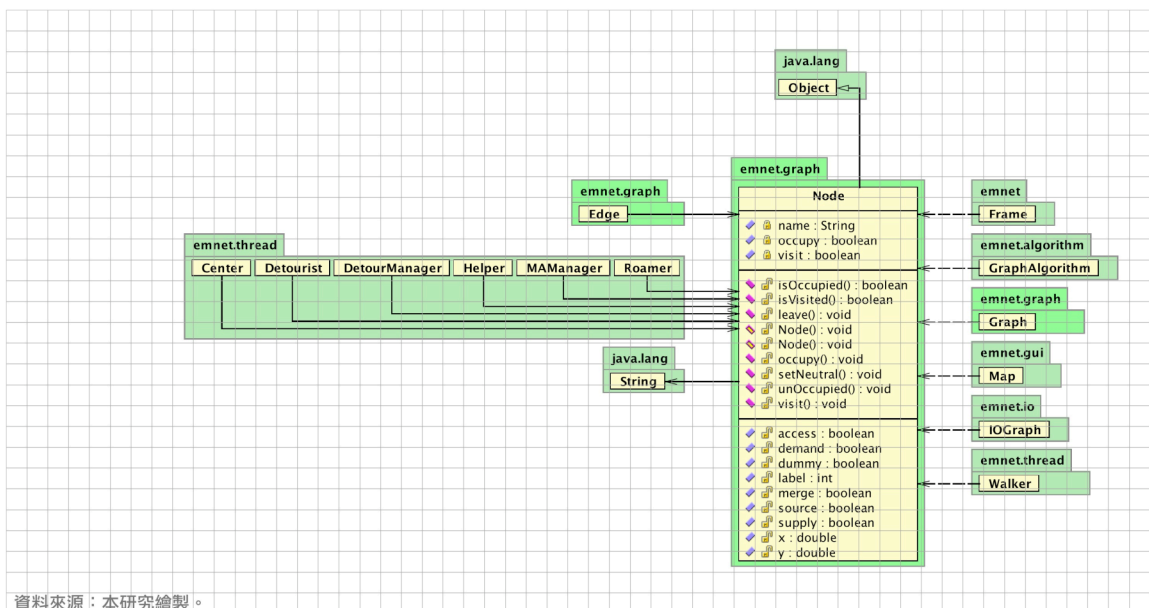 java.lang
Object
emnet.graph
Node
name : String
occupy : boolean
visit : boolean
isOccupied() : boolean
isVisited() : boolean
leave() : void
Node() : void
Node() : void
occupy() : void
setNeutral() : void
unOccupied() : void
visit() : void
access : boolean
demand : boolean
dummy : boolean
label : int
merge : boolean
source : boolean
supply : boolean
x : double
y : double
emnet.graph
Edge
emnet.thread
Center Detourist DetourManager Helper MAManager Roamer
java.lang
String
emnet
Frame
emnet.algorithm
GraphAlgorithm
emnet.graph
Graph
emnet.gui
Map
emnet.io
IOGraph
emnet.thread
Walker
資料來源：本研究繪製。